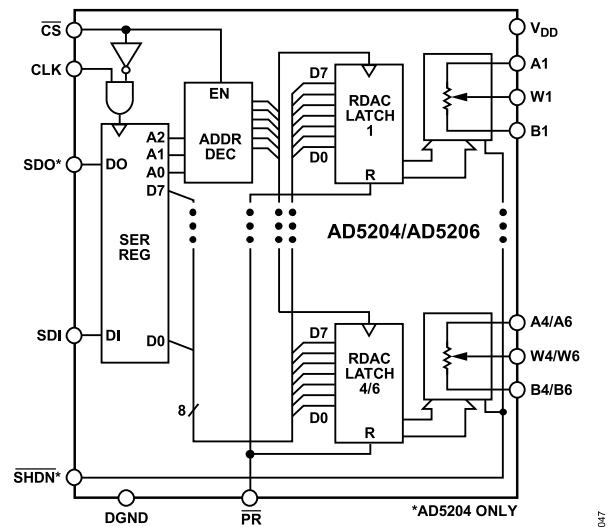 CS
CLK
SDO*
SDI
SHDN*
DGND
PR
EN
ADDR
DEC
A2
A1
A0
D7
DO
SER
REG
DI
D0
8
D7
RDAC
LATCH
1
D0
R
AD5204/AD5206
D7
RDAC
LATCH
4/6
D0
R
VDD
A1
W1
B1
A4/A6
W4/W6
B4/B6
*AD5204 ONLY
047